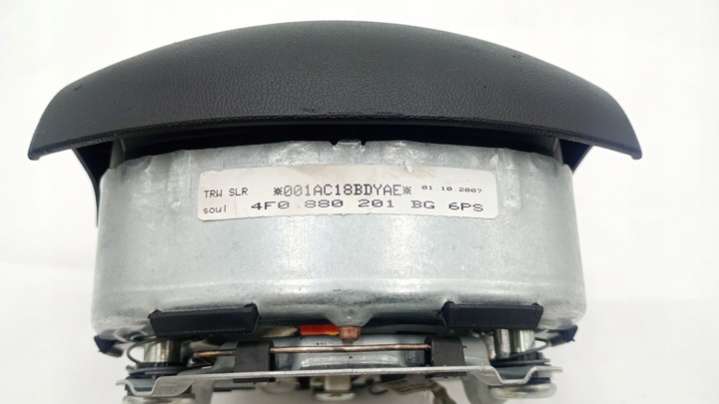 TRW SLR *001AC18BDYAE* 01.10.2007
soul 4F0.880 201 BG 6PS